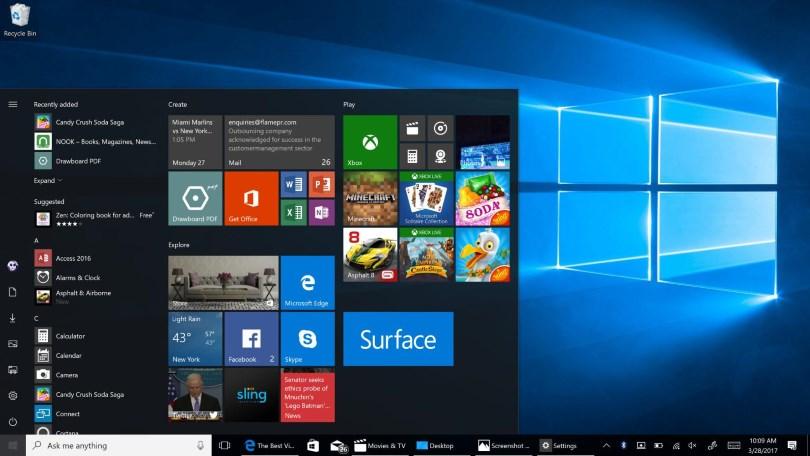 Recycle Bin
Recently added
Candy Crush Soda Saga
NOOK – Books, Magazines, News...
Drawboard PDF
Expand
Suggested
Zen: Coloring book for ad... Free*
A
Access 2016
Alarms & Clock
Asphalt 8: Airborne
New
C
Calculator
Calendar
Camera
Candy Crush Soda Saga
Connect
Cortana
Create
Miami Marlins
vs New York...
1:05 PM
Monday 27
enquiries@flamepr.com
Outsourcing company
acknowledged for success in the
customermanagement sector
Mail 26
Drawboard PDF
Get Office
Explore
Store
Microsoft Edge
Light Rain
43° 57°
43°
New York
Facebook 2
Skype
sling
Senator seeks
ethics probe of
Mnuchin's
'Lego Batman'...
News
Play
Xbox
Minecraft
MINECRAFT
XBOX LIVE
Microsoft
Solitaire Collection
SODA
8
Asphalt 8
XBOX LIVE
Castle Siege
Surface
Ask me anything
The Best Vi...
26
Movies & TV
Desktop
Screenshot ...
Settings
10:09 AM
3/28/2017